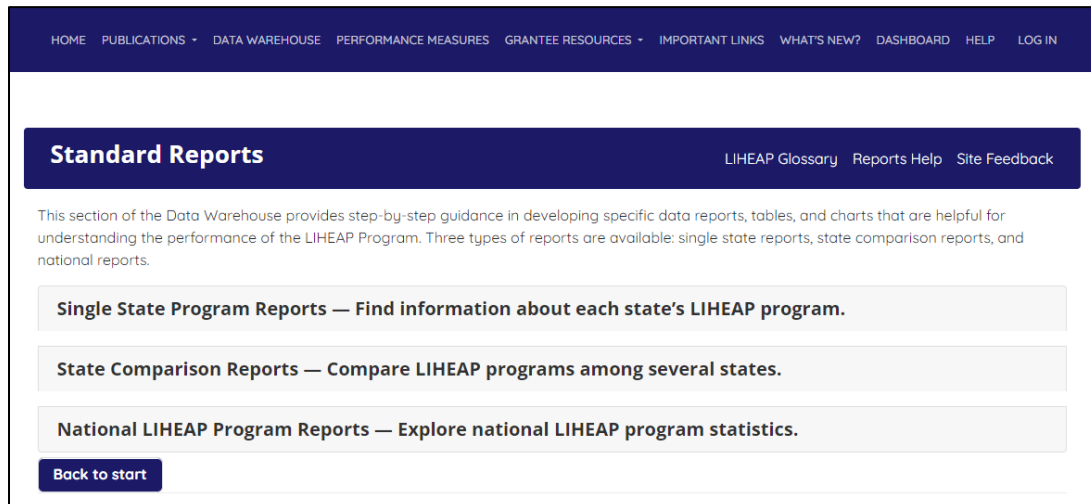 HOME PUBLICATIONS DATA WAREHOUSE PERFORMANCE MEASURES GRANTEE RESOURCES IMPORTANT LINKS WHAT'S NEW? DASHBOARD HELP LOG IN
Standard Reports LIHEAP Glossary Reports Help Site Feedback
This section of the Data Warehouse provides step-by-step guidance in developing specific data reports, tables, and charts that are helpful for
understanding the performance of the LIHEAP Program. Three types of reports are available: single state reports, state comparison reports, and
national reports.
Single State Program Reports — Find information about each state's LIHEAP program.
State Comparison Reports — Compare LIHEAP programs among several states.
National LIHEAP Program Reports — Explore national LIHEAP program statistics.
Back to start